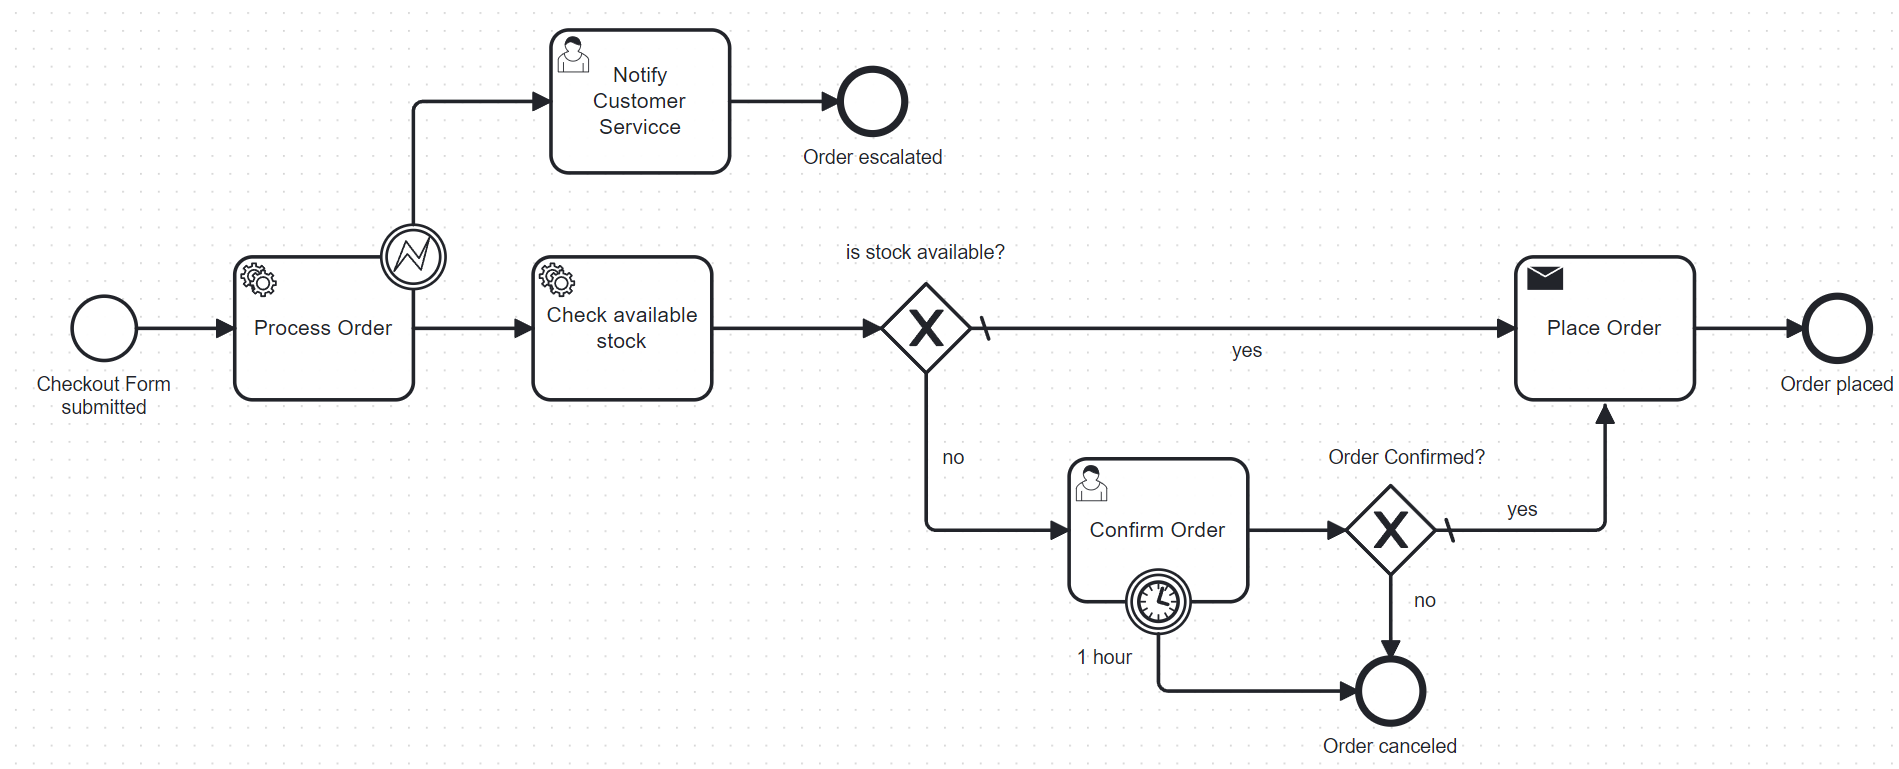 Notify
Customer
Servicce
Order escalated
is stock available?
Checkout Form
submitted
Process Order
Check available
stock
yes
Place Order
Order placed
no
Confirm Order
Order Confirmed?
yes
no
1 hour
Order canceled